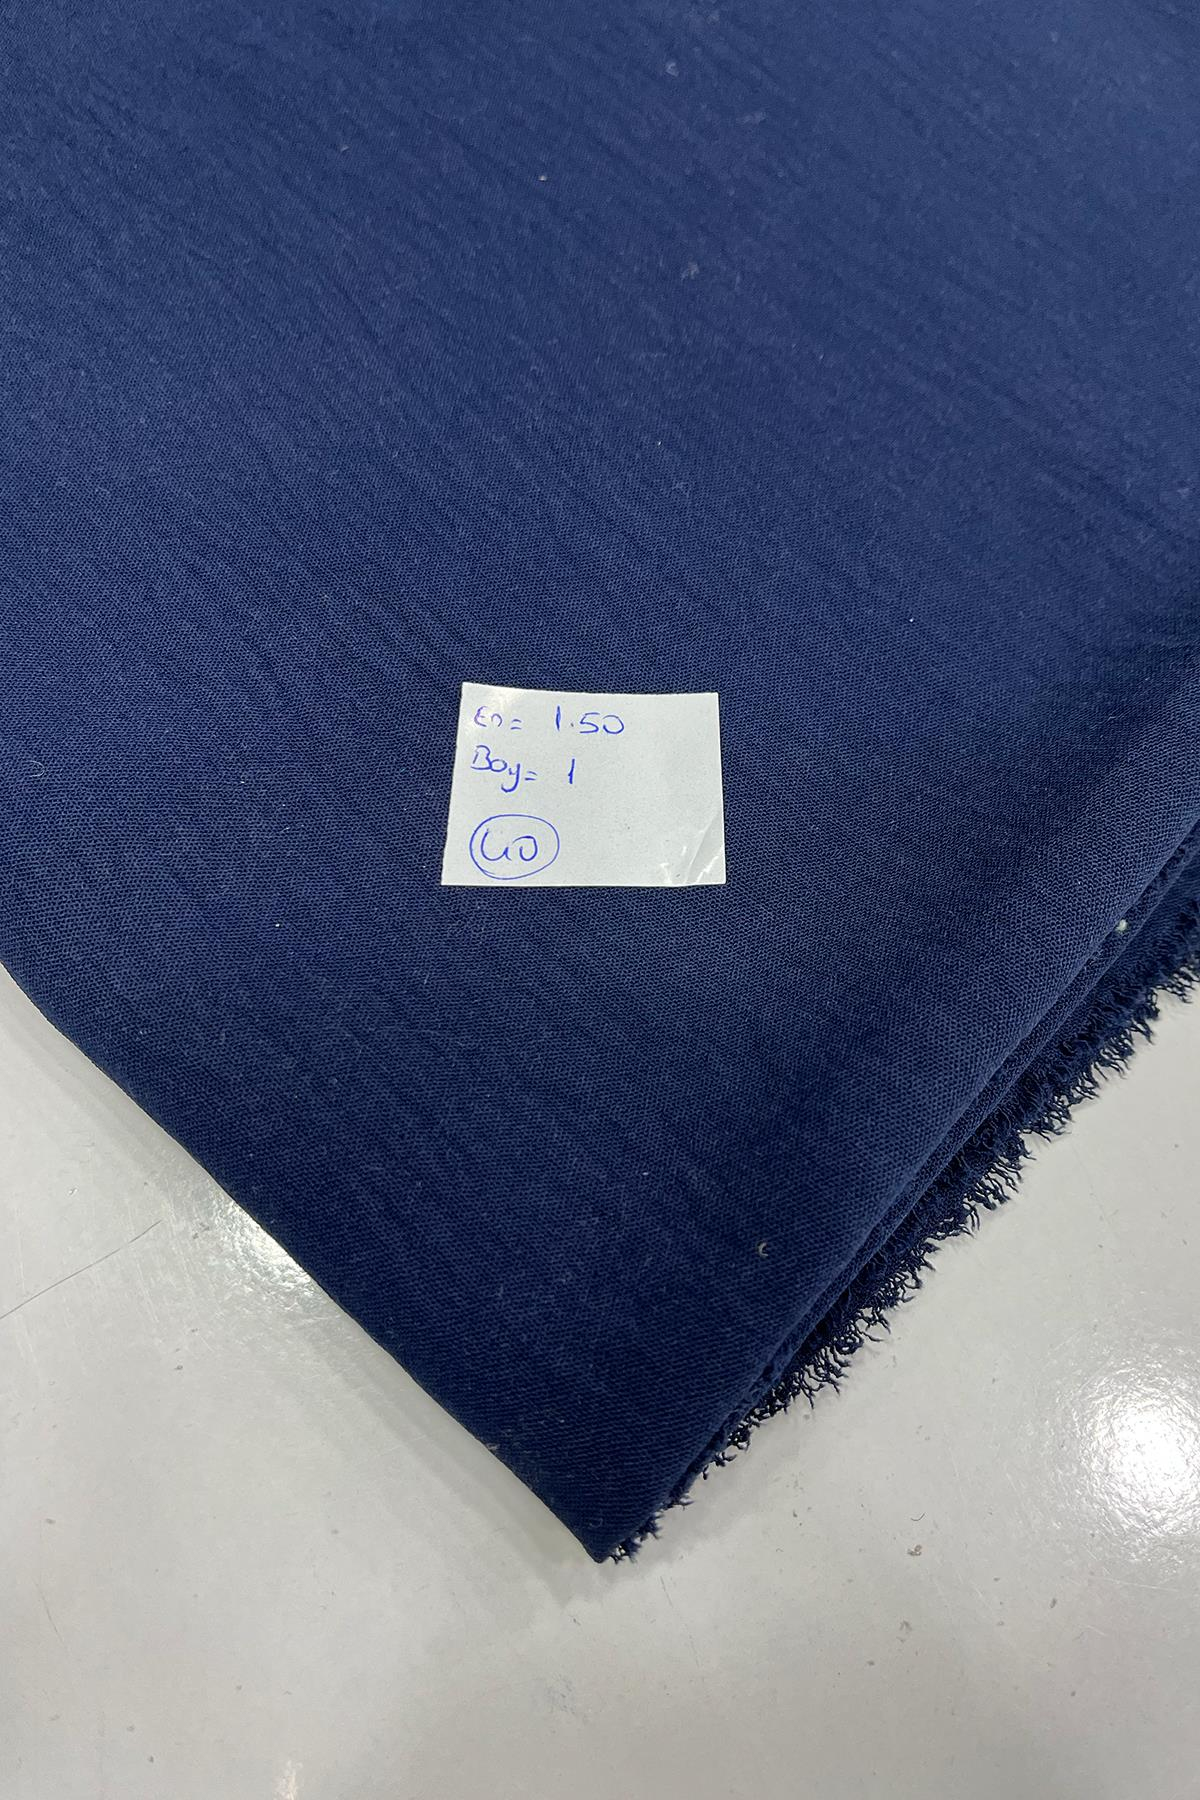 En = 1.50
Boy = 1
40